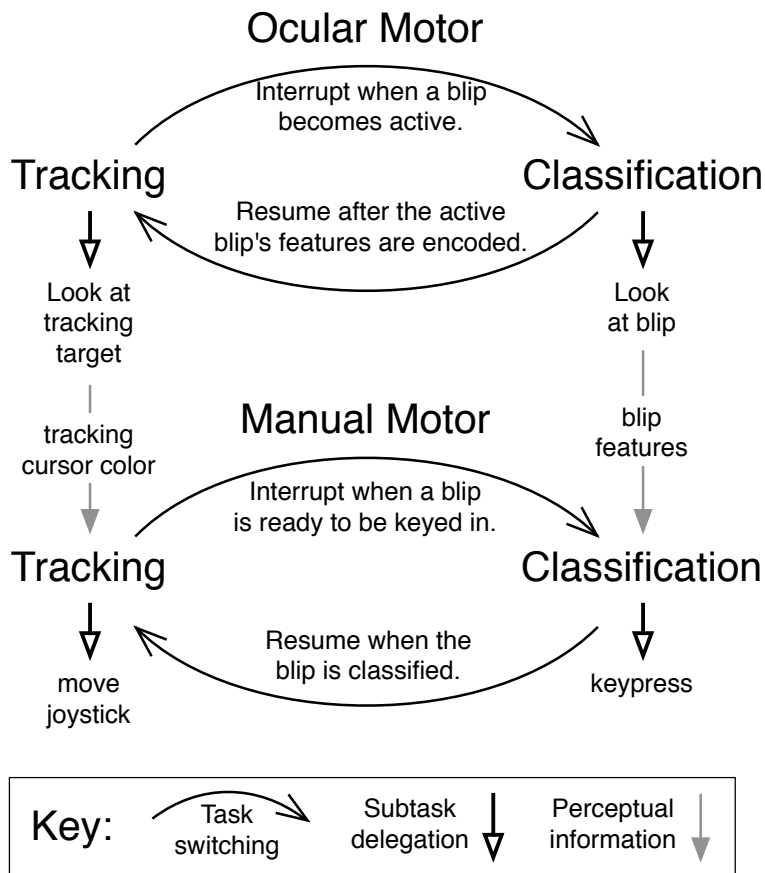 Ocular Motor
Interrupt when a blip
becomes active.
Tracking
Classification
Resume after the active
blip's features are encoded.
Look at
tracking
target
Look
at blip
Manual Motor
tracking
cursor color
blip
features
Interrupt when a blip
is ready to be keyed in.
Tracking
Classification
Resume when the
blip is classified.
move
joystick
keypress
Key:
Task
switching
Subtask
delegation
Perceptual
information